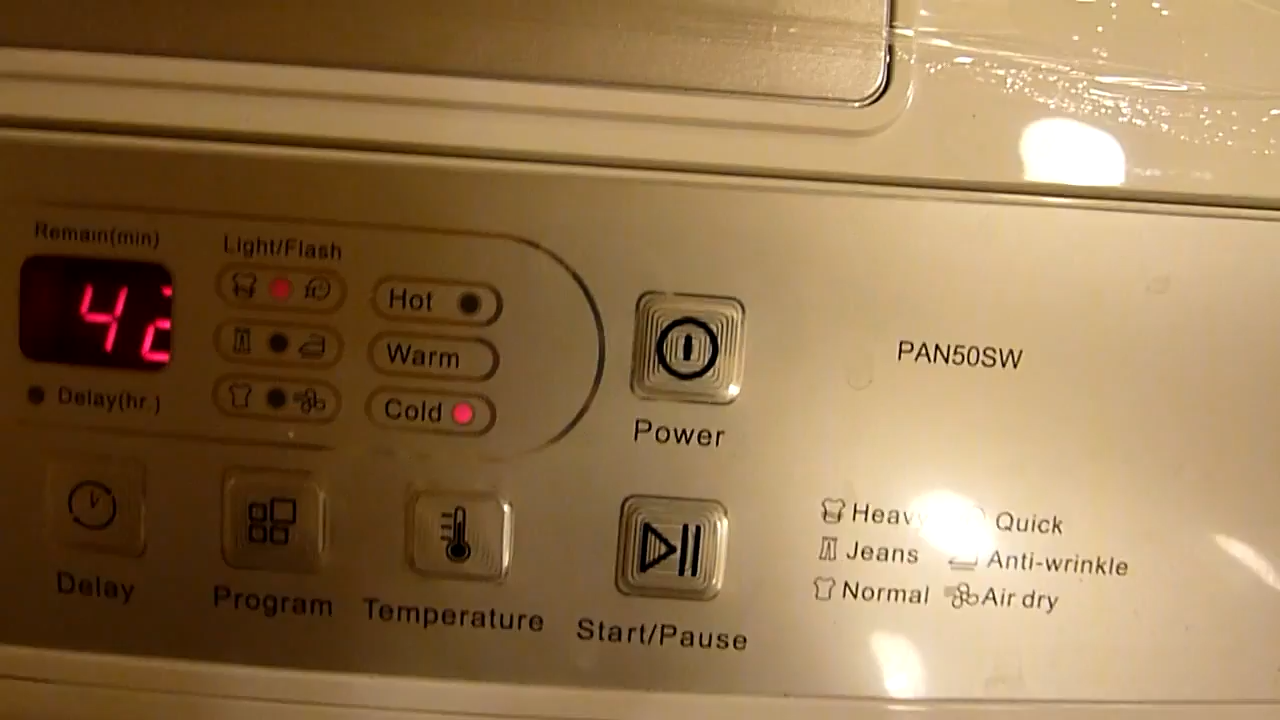 Remain(min)
Light/Flash
42
Hot
Warm
Cold
Delay(hr.)
Power
PAN50SW
Delay
Program
Temperature
Start/Pause
Quick
Jeans Anti-wrinkle
Normal Air dry